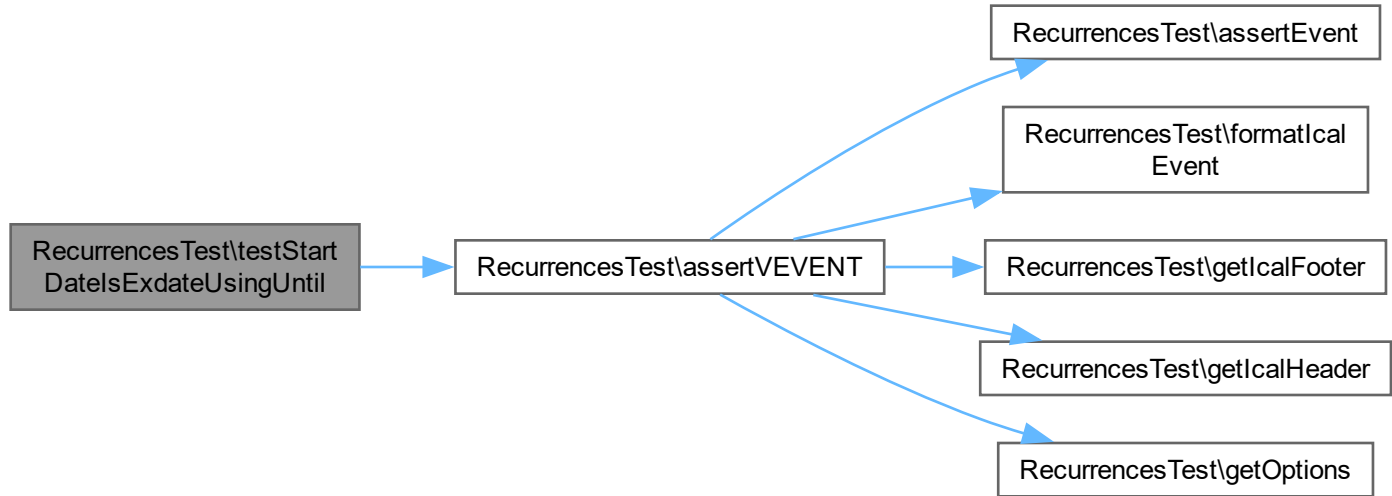 RecurrencesTest\assertEvent
RecurrencesTest\formatIcal
Event
RecurrencesTest\testStart
DateIsExdateUsingUntil
RecurrencesTest\assertVEVENT
RecurrencesTest\getIcalFooter
RecurrencesTest\getIcalHeader
RecurrencesTest\getOptions